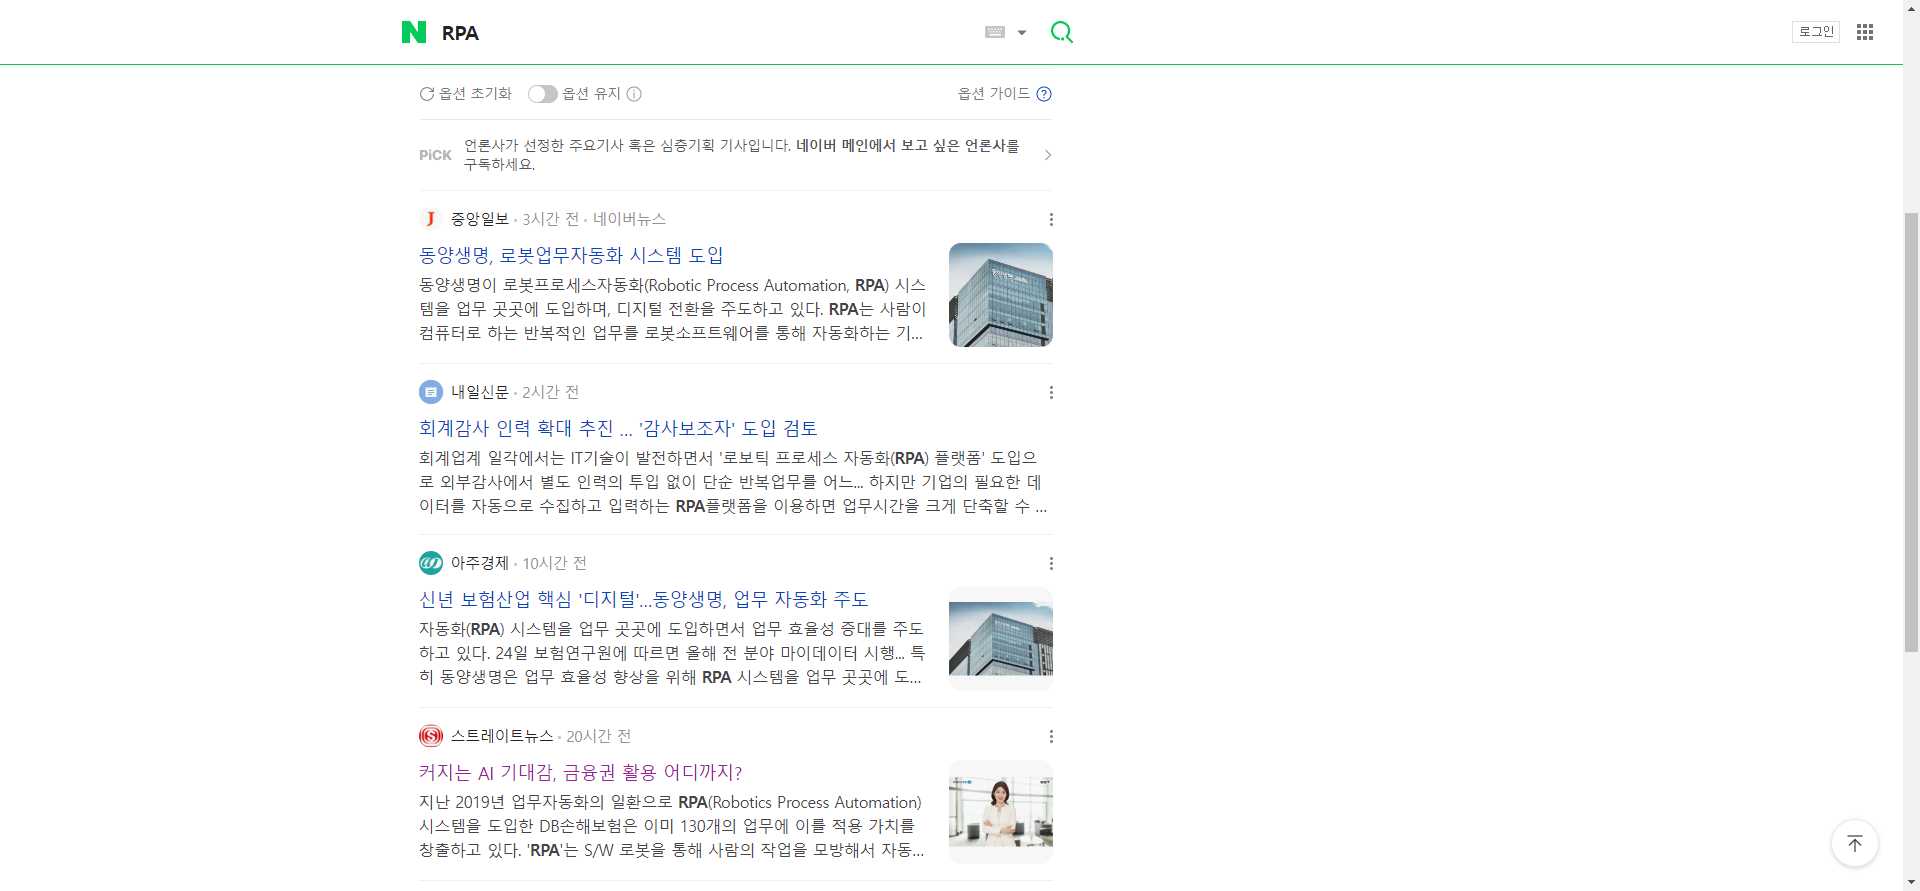 N RPA
로그인
옵션 초기화 옵션 유지 옵션 가이드
PiCK 언론사가 선정한 주요기사 혹은 심층기획 기사입니다. 네이버 메인에서 보고 싶은 언론사를
구독하세요.
J 중앙일보 · 3시간 전 · 네이버뉴스
동양생명, 로봇업무자동화 시스템 도입
동양생명이 로봇프로세스자동화(Robotic Process Automation, RPA) 시스
템을 업무 곳곳에 도입하며, 디지털 전환을 주도하고 있다. RPA는 사람이
컴퓨터로 하는 반복적인 업무를 로봇소프트웨어를 통해 자동화하는 기...
내일신문 · 2시간 전
회계감사 인력 확대 추진 ... '감사보조자' 도입 검토
회계업계 일각에서는 IT기술이 발전하면서 '로보틱 프로세스 자동화(RPA) 플랫폼' 도입으
로 외부감사에서 별도 인력의 투입 없이 단순 반복업무를 어느... 하지만 기업의 필요한 데
이터를 자동으로 수집하고 입력하는 RPA플랫폼을 이용하면 업무시간을 크게 단축할 수 ...
아주경제 · 10시간 전
신년 보험산업 핵심 '디지털'...동양생명, 업무 자동화 주도
자동화(RPA) 시스템을 업무 곳곳에 도입하면서 업무 효율성 증대를 주도
하고 있다. 24일 보험연구원에 따르면 올해 전 분야 마이데이터 시행... 특
히 동양생명은 업무 효율성 향상을 위해 RPA 시스템을 업무 곳곳에 도...
S 스트레이트뉴스 · 20시간 전
커지는 AI 기대감, 금융권 활용 어디까지?
지난 2019년 업무자동화의 일환으로 RPA(Robotics Process Automation)
시스템을 도입한 DB손해보험은 이미 130개의 업무에 이를 적용 가치를
창출하고 있다. 'RPA'는 S/W 로봇을 통해 사람의 작업을 모방해서 자동...